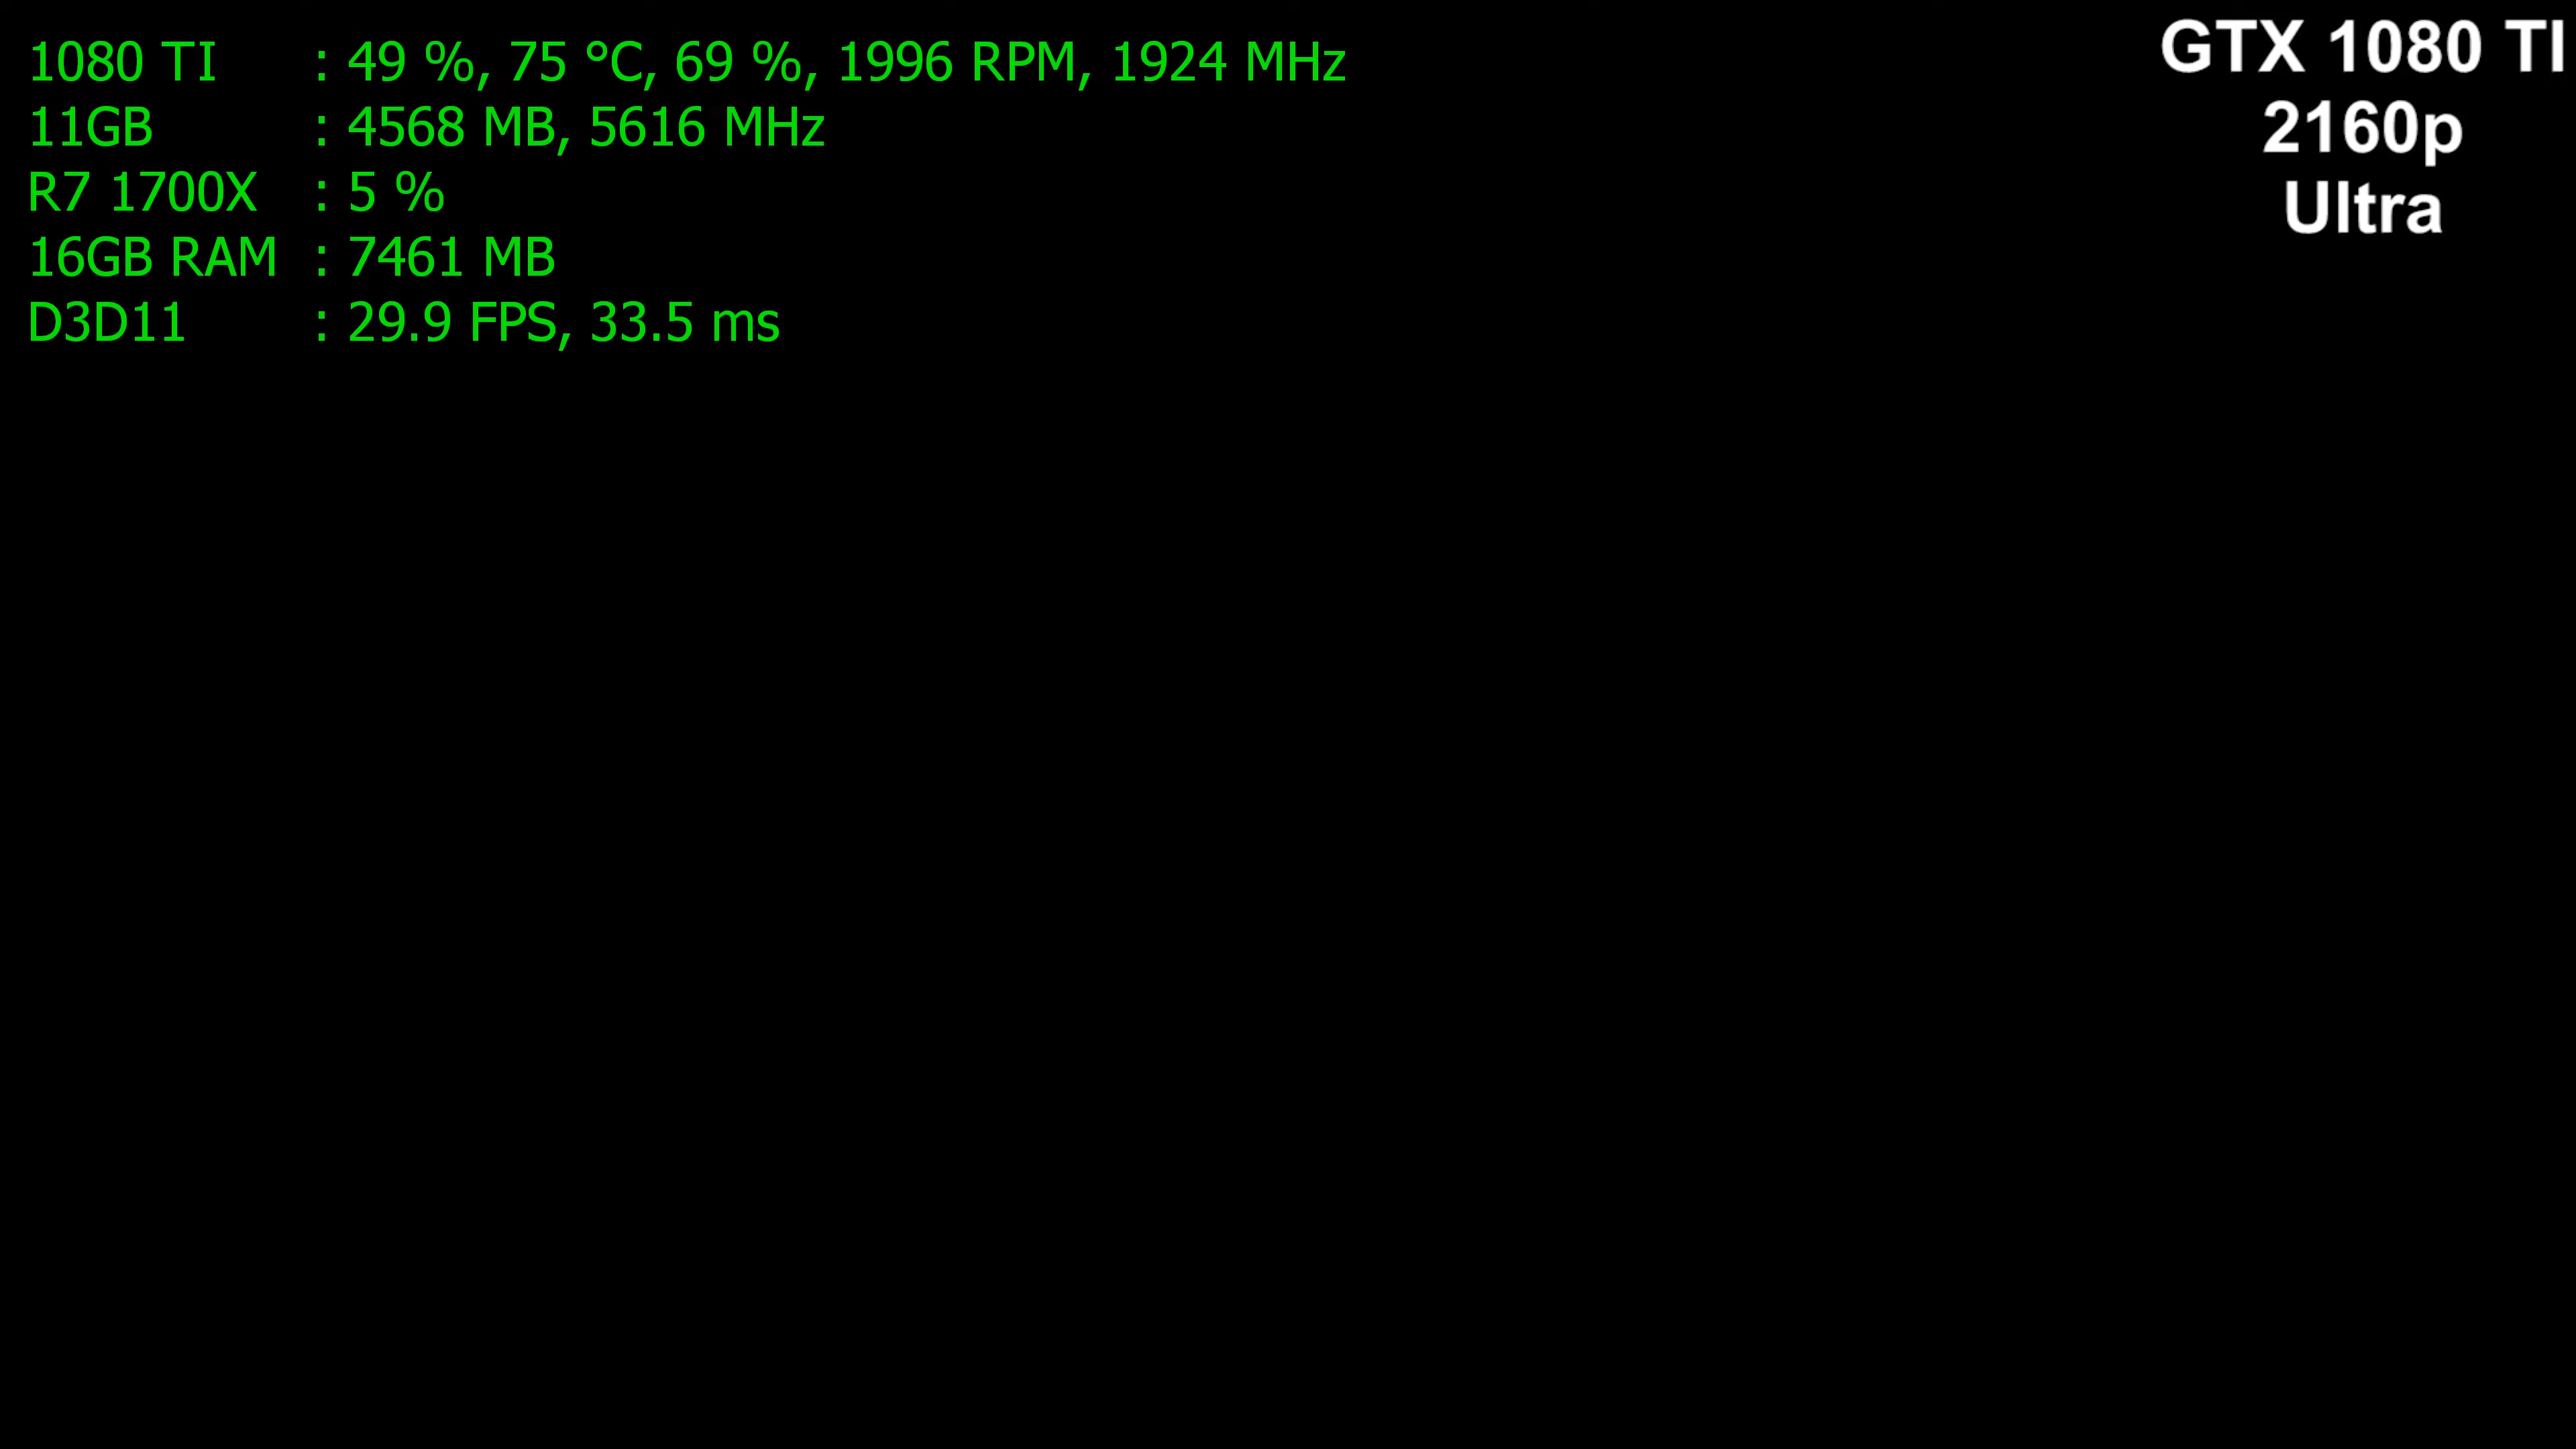 1080 TI : 49 %, 75 °C, 69 %, 1996 RPM, 1924 MHz
11GB : 4568 MB, 5616 MHz
R7 1700X : 5 %
16GB RAM : 7461 MB
D3D11 : 29.9 FPS, 33.5 ms
GTX 1080 TI
2160p
Ultra